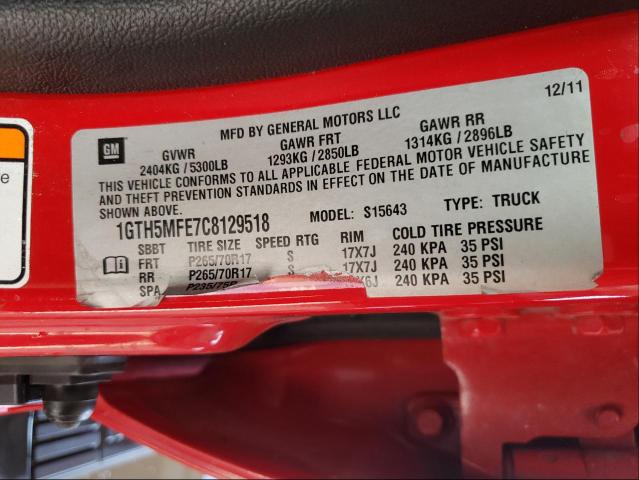 12/11
MFD BY GENERAL MOTORS LLC
GM
GVWR GAWR FRT GAWR RR
2404KG / 5300LB 1293KG / 2850LB 1314KG / 2896LB
THIS VEHICLE CONFORMS TO ALL APPLICABLE FEDERAL MOTOR VEHICLE SAFETY
AND THEFT PREVENTION STANDARDS IN EFFECT ON THE DATE OF MANUFACTURE
SHOWN ABOVE.
1GTH5MFE7C8129518 MODEL: S15643 TYPE: TRUCK
SBBT TIRE SIZE SPEED RTG RIM COLD TIRE PRESSURE
FRT P265/70R17 S 17X7J 240 KPA 35 PSI
RR P265/70R17 S 17X7J 240 KPA 35 PSI
SPA 240 KPA 35 PSI